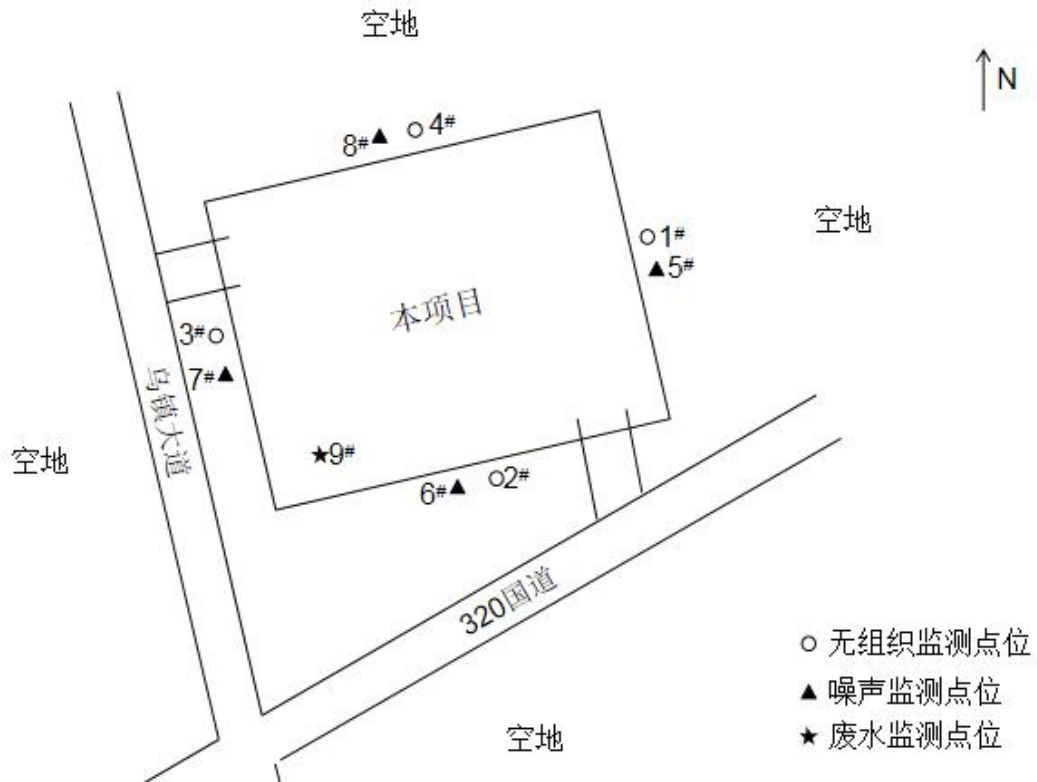 空地
N
8# 4#
空地
1#
5#
本项目
3#
7#
乌镇大道
空地
9#
6# 2#
320国道
无组织监测点位
噪声监测点位
废水监测点位
空地